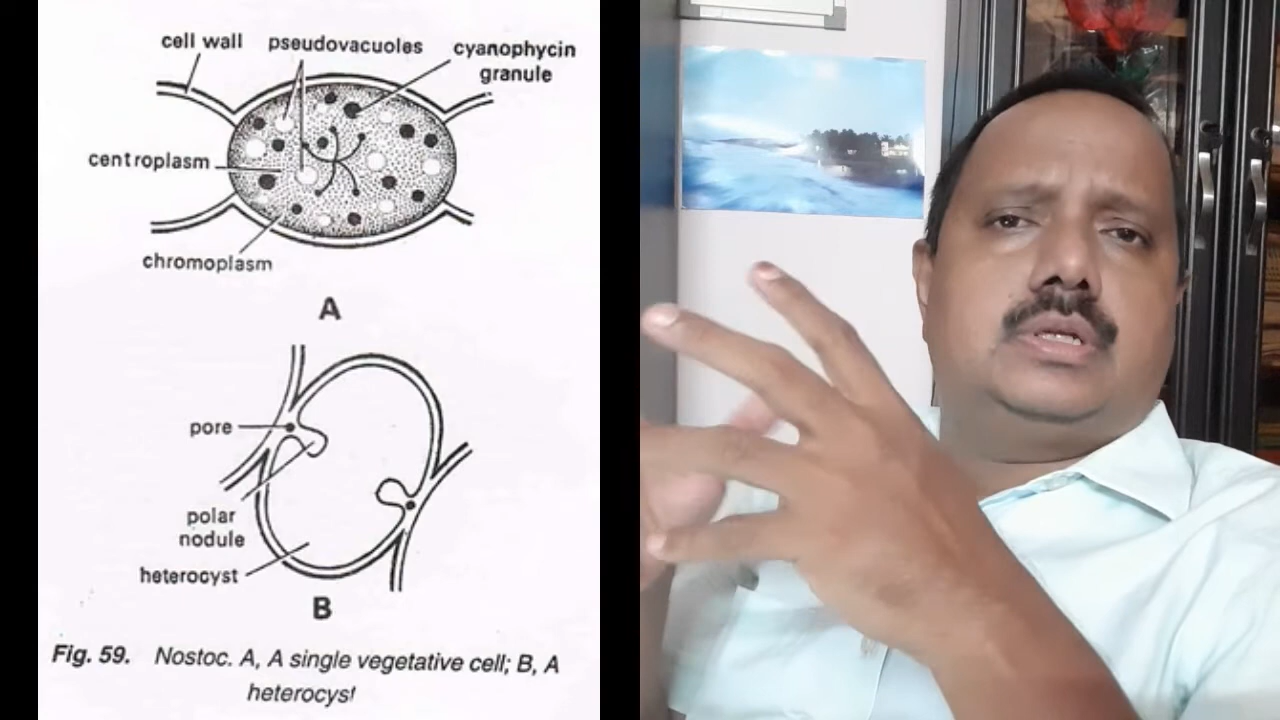 cell wall
pseudovacuoles
cyanophycin
granule
centroplasm
chromoplasm
A
pore
polar
nodule
heterocyst
B
Fig. 59. Nostoc. A, A single vegetative cell; B, A
heterocyst